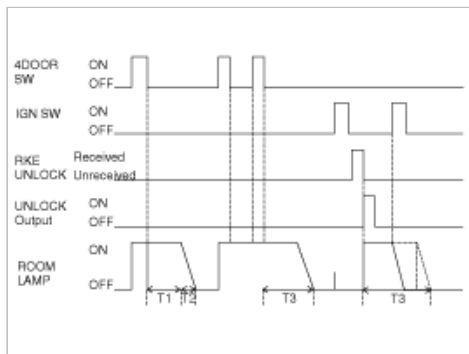 4DOOR SW ON OFF
IGN SW ON OFF
RKE UNLOCK Received Unreceived
UNLOCK Output ON OFF
ROOM LAMP ON OFF
T1 T2 T3 T3